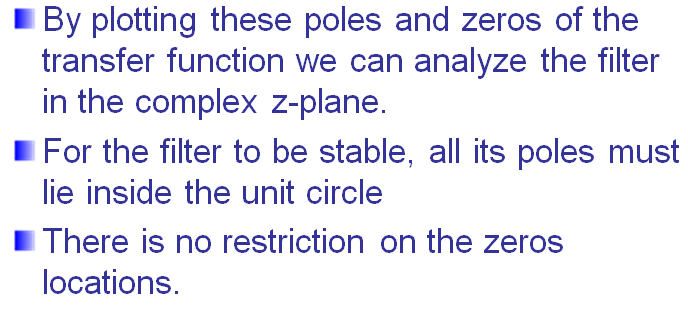 By plotting these poles and zeros of the
transfer function we can analyze the filter
in the complex z-plane.
For the filter to be stable, all its poles must
lie inside the unit circle
There is no restriction on the zeros
locations.